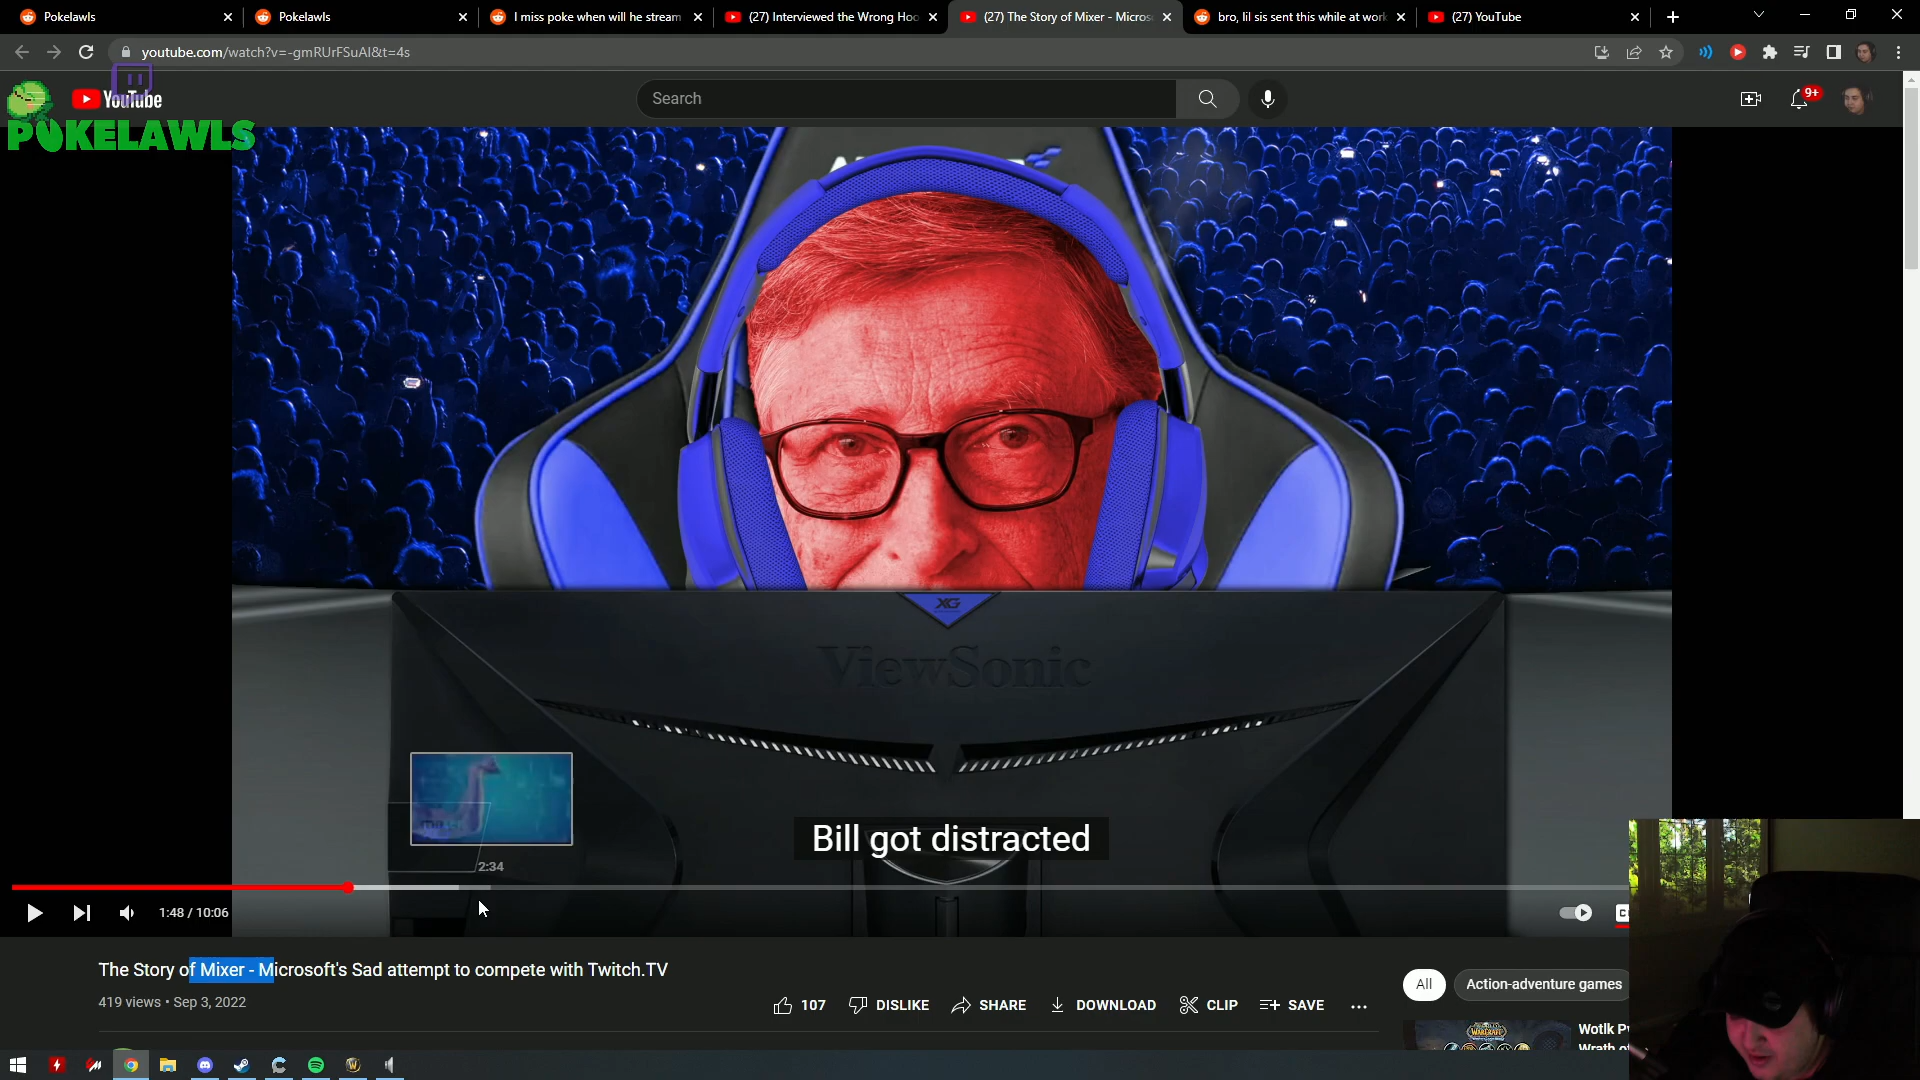 Pokelawls
Pokelawls
I miss poke when will he stream
(27) Interviewed the Wrong Hoo
(27) The Story of Mixer - Micros
bro, lil sis sent this while at work
(27) YouTube
youtube.com/watch?v=-gmRUrFSuAI&t=4s
YouTube
Search
9+
POKELAWLS
XG
ViewSonic
Bill got distracted
2:34
1:48 / 10:06
The Story of Mixer - Microsoft's Sad attempt to compete with Twitch.TV
419 views • Sep 3, 2022
107
DISLIKE
SHARE
DOWNLOAD
CLIP
SAVE
All
Action-adventure games
Wotlk